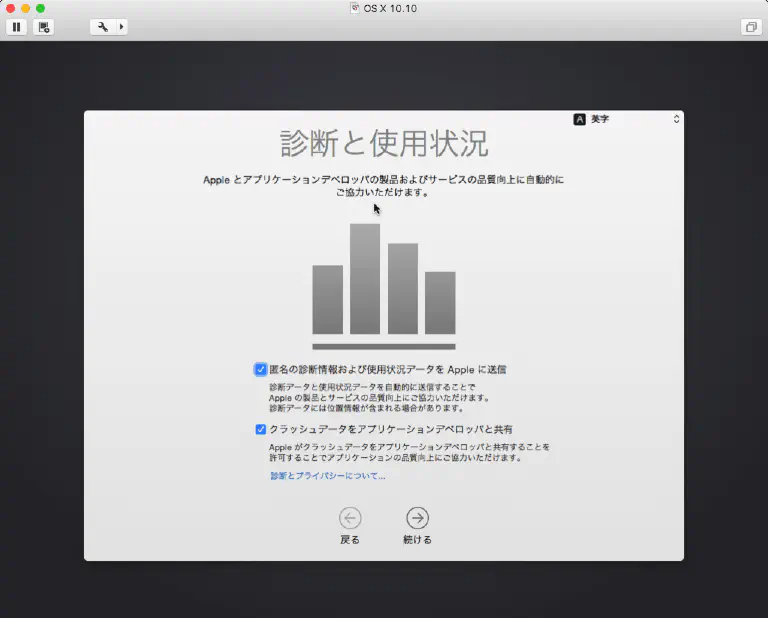 OS X 10.10
A 英字
診断と使用状況
Apple とアプリケーションデベロッパの製品およびサービスの品質向上に自動的に
ご協力いただけます。
匿名の診断情報および使用状況データを Apple に送信
診断データと使用状況データを自動的に送信することで
Apple の製品とサービスの品質向上にご協力いただけます。
診断データには位置情報が含まれる場合があります。
クラッシュデータをアプリケーションデベロッパと共有
Apple がクラッシュデータをアプリケーションデベロッパと共有することを
許可することでアプリケーションの品質向上にご協力いただけます。
診断とプライバシーについて...
戻る
続ける